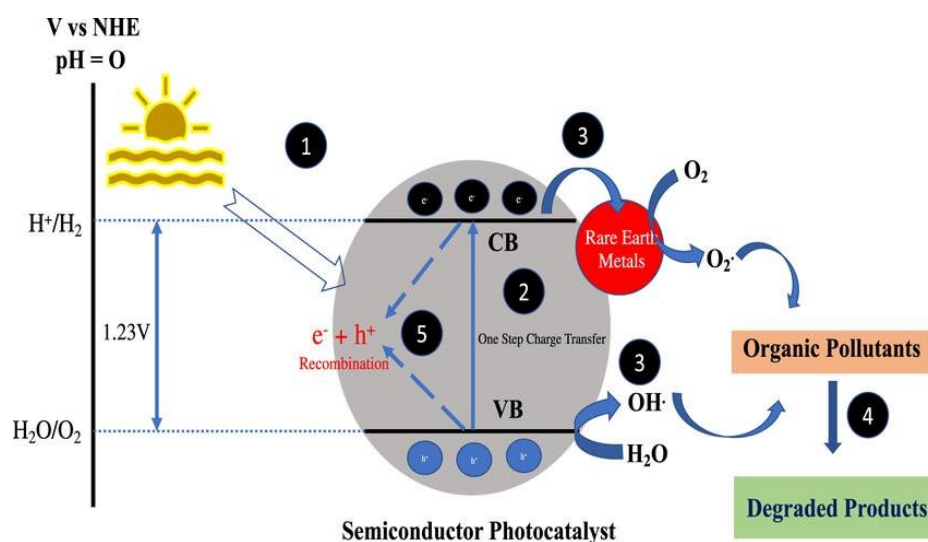 V vs NHE
pH = O
1
3
O₂
e⁻ e⁻ e⁻
H⁺/H₂
CB
Rare Earth
Metals
O₂·
2
1.23V
e⁻ + h⁺
Recombination
5
One Step Charge Transfer
Organic Pollutants
3
VB
OH·
4
H₂O/O₂
H₂O
h⁺ h⁺ h⁺
Degraded Products
Semiconductor Photocatalyst